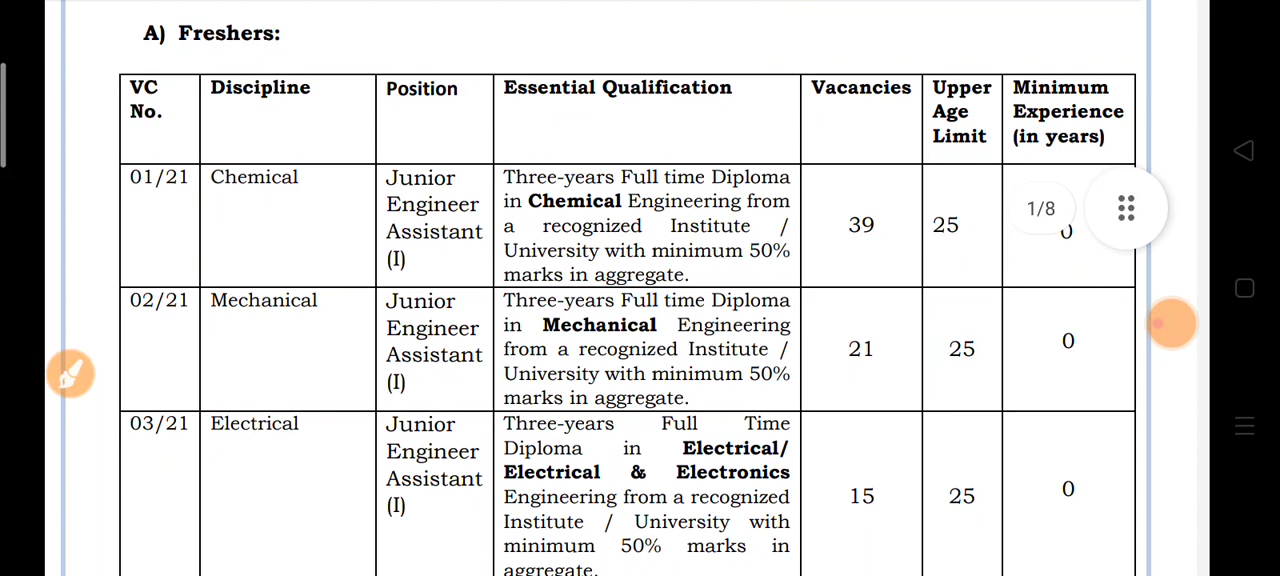 A) Freshers:
VC No. Discipline Position Essential Qualification Vacancies Upper Age Limit Minimum Experience (in years)
01/21 Chemical Junior Engineer Assistant (I) Three-years Full time Diploma in Chemical Engineering from a recognized Institute / University with minimum 50% marks in aggregate. 39 25 0
1/8
02/21 Mechanical Junior Engineer Assistant (I) Three-years Full time Diploma in Mechanical Engineering from a recognized Institute / University with minimum 50% marks in aggregate. 21 25 0
03/21 Electrical Junior Engineer Assistant (I) Three-years Full Time Diploma in Electrical/ Electrical & Electronics Engineering from a recognized Institute / University with minimum 50% marks in aggregate. 15 25 0